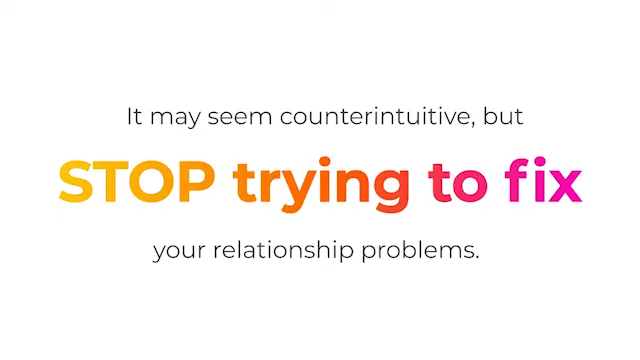 It may seem counterintuitive, but
STOP trying to fix
your relationship problems.